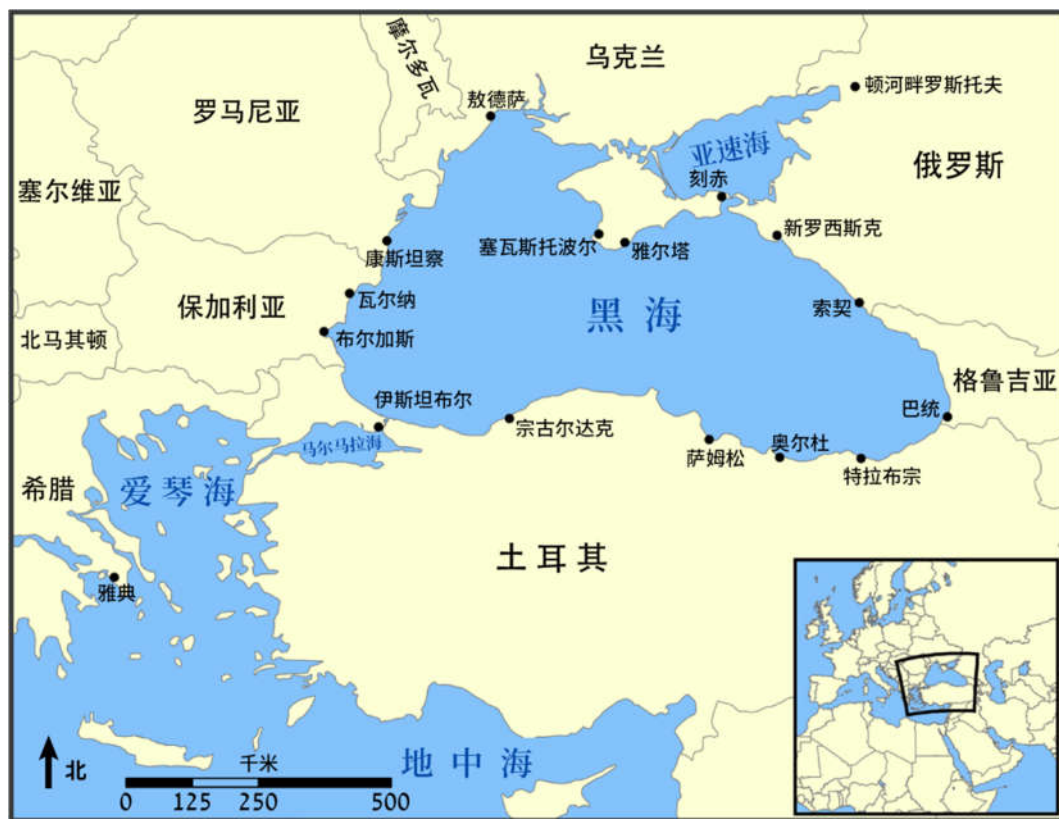 摩尔多瓦
乌克兰
敖德萨
顿河畔罗斯托夫
罗马尼亚
亚速海
俄罗斯
塞尔维亚
刻赤
康斯坦察
塞瓦斯托波尔
雅尔塔
新罗西斯克
保加利亚
瓦尔纳
黑海
索契
北马其顿
布尔加斯
格鲁吉亚
伊斯坦布尔
宗古尔达克
巴统
马尔马拉海
萨姆松
奥尔杜
特拉布宗
希腊
爱琴海
土耳其
雅典
北
千米
地中海
0 125 250 500